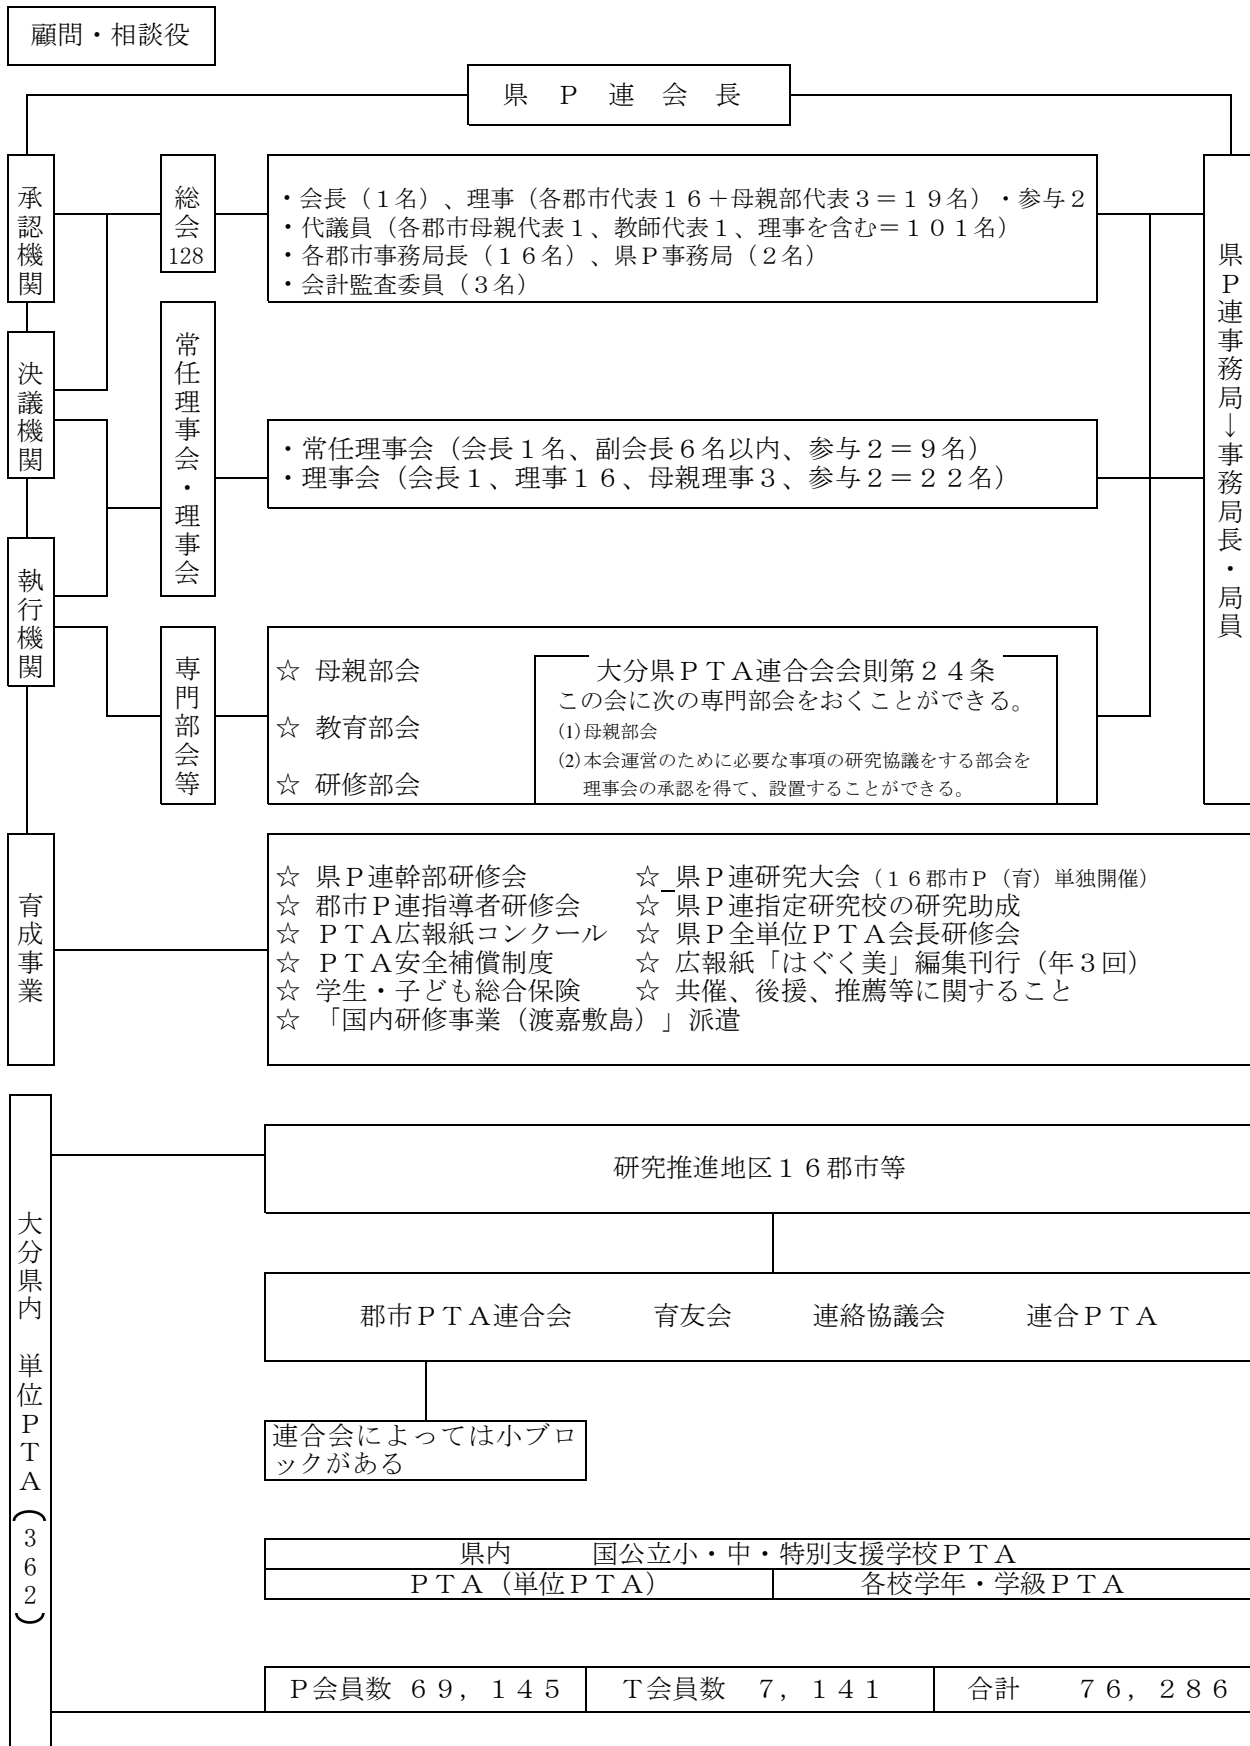 顧問・相談役
県　Ｐ　連　会　長
承認機関
総会
128
・会長（１名）、理事（各郡市代表１６＋母親部代表３＝１９名）・参与２
・代議員（各郡市母親代表１、教師代表１、理事を含む＝１０１名）
・各郡市事務局長（１６名）、県Ｐ事務局（２名）
・会計監査委員（３名）
県Ｐ連事務局→事務局長・局員
決議機関
常任理事会・理事会
・常任理事会（会長１名、副会長６名以内、参与２＝９名）
・理事会（会長１、理事１６、母親理事３、参与２＝２２名）
執行機関
専門部会等
☆ 母親部会
☆ 教育部会
☆ 研修部会
大分県ＰＴＡ連合会会則第２４条
この会に次の専門部会をおくことができる。
(1)母親部会
(2)本会運営のために必要な事項の研究協議をする部会を
理事会の承認を得て、設置することができる。
育成事業
☆ 県Ｐ連幹部研修会　☆ 県Ｐ連研究大会（１６郡市Ｐ（育）単独開催）
☆ 郡市Ｐ連指導者研修会　☆ 県Ｐ連指定研究校の研究助成
☆ ＰＴＡ広報紙コンクール　☆ 県Ｐ全単位ＰＴＡ会長研修会
☆ ＰＴＡ安全補償制度　☆ 広報紙「はぐく美」編集刊行（年３回）
☆ 学生・子ども総合保険　☆ 共催、後援、推薦等に関すること
☆ 「国内研修事業（渡嘉敷島）」派遣
大分県内　単位ＰＴＡ（362）
研究推進地区１６郡市等
郡市ＰＴＡ連合会　育友会　連絡協議会　連合ＰＴＡ
連合会によっては小ブロ
ックがある
県内　国公立小・中・特別支援学校ＰＴＡ
ＰＴＡ（単位ＰＴＡ）　各校学年・学級ＰＴＡ
Ｐ会員数 ６９，１４５　Ｔ会員数　７，１４１　合計　７６，２８６